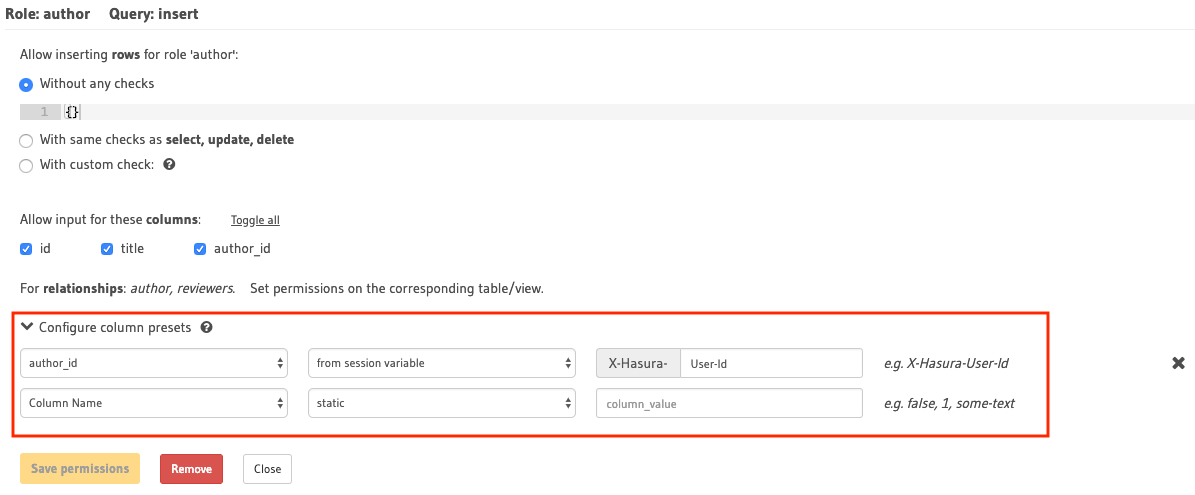 Role: author Query: insert
Allow inserting rows for role 'author':
Without any checks
1 {}
With same checks as select, update, delete
With custom check: ?
Allow input for these columns: Toggle all
id title author_id
For relationships: author, reviewers. Set permissions on the corresponding table/view.
Configure column presets ?
author_id from session variable X-Hasura- User-Id e.g. X-Hasura-User-Id
Column Name static column_value e.g. false, 1, some-text
Save permissions Remove Close